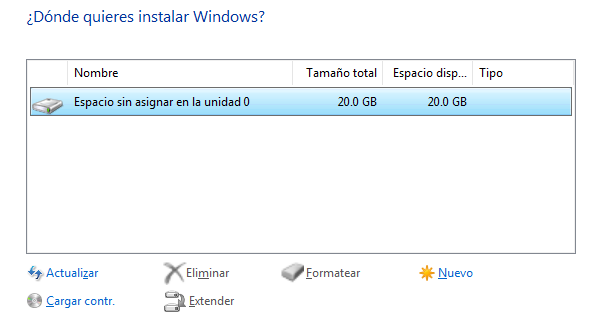 ¿Dónde quieres instalar Windows?
Nombre Tamaño total Espacio disp... Tipo
Espacio sin asignar en la unidad 0 20.0 GB 20.0 GB
Actualizar Eliminar Formatear Nuevo
Cargar contr. Extender